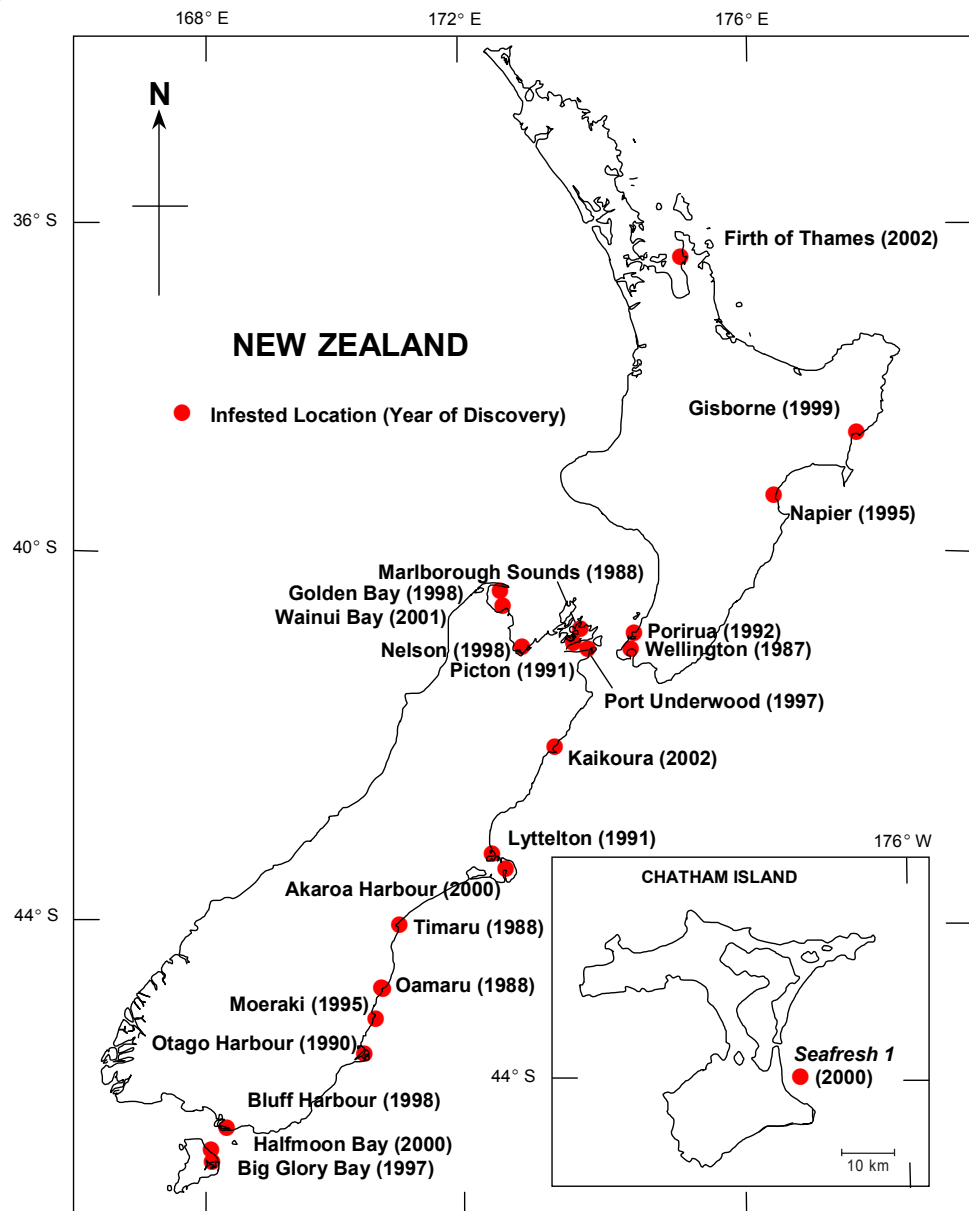 168° E
172° E
176° E
N
36° S
Firth of Thames (2002)
NEW ZEALAND
Gisborne (1999)
Infested Location (Year of Discovery)
Napier (1995)
40° S
Marlborough Sounds (1988)
Golden Bay (1998)
Wainui Bay (2001)
Porirua (1992)
Nelson (1998)
Wellington (1987)
Picton (1991)
Port Underwood (1997)
Kaikoura (2002)
Lyttelton (1991)
176° W
CHATHAM ISLAND
Akaroa Harbour (2000)
44° S
Timaru (1988)
Oamaru (1988)
Moeraki (1995)
Otago Harbour (1990)
Seafresh 1
(2000)
44° S
Bluff Harbour (1998)
Halfmoon Bay (2000)
Big Glory Bay (1997)
10 km